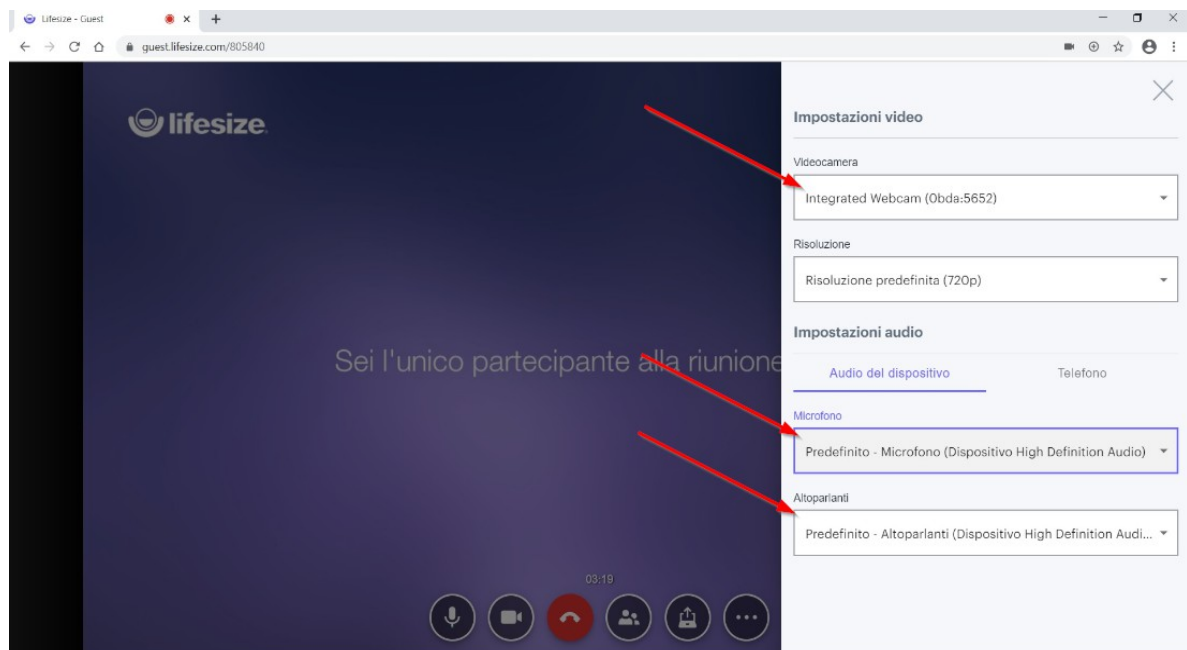 Lifesize - Guest
guest.lifesize.com/805840
lifesize
Sei l'unico partecipante alla riunione
03:19
Impostazioni video
Videocamera
Integrated Webcam (0bda:5652)
Risoluzione
Risoluzione predefinita (720p)
Impostazioni audio
Audio del dispositivo Telefono
Microfono
Predefinito - Microfono (Dispositivo High Definition Audio)
Altoparlanti
Predefinito - Altoparlanti (Dispositivo High Definition Audi...